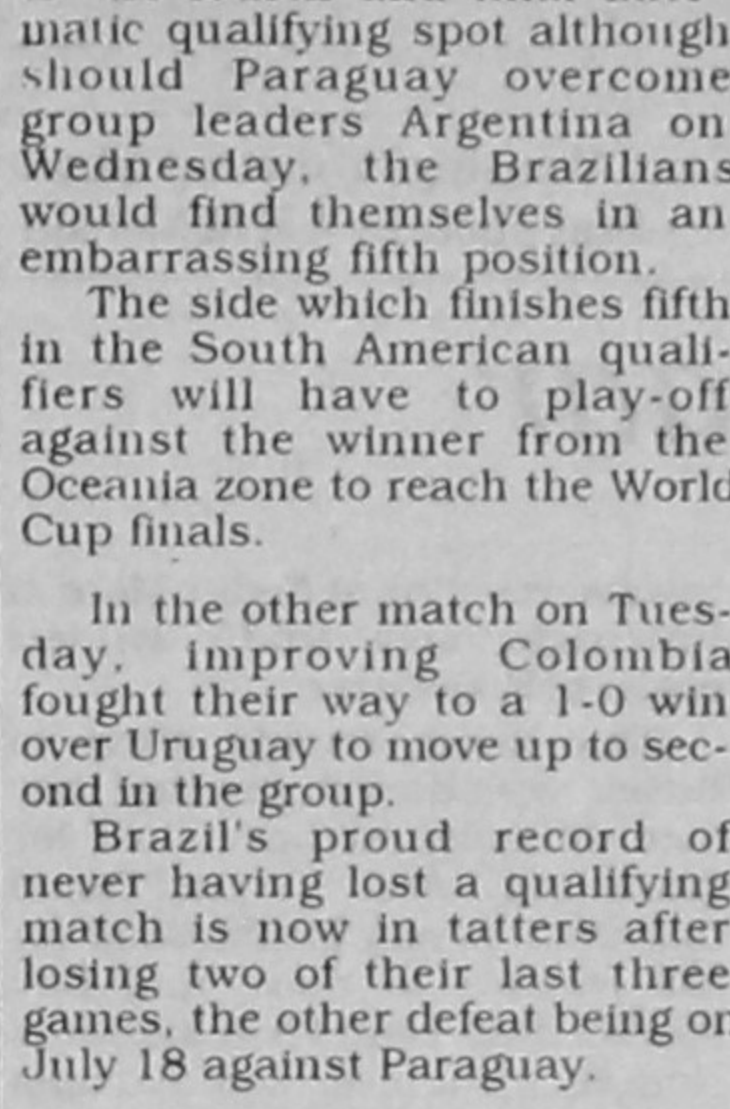 matic qualifying spot although
should Paraguay overcome
group leaders Argentina on
Wednesday, the Brazilians
would find themselves in an
embarrassing fifth position.
The side which finishes fifth
in the South American quali-
fiers will have to play-off
against the winner from the
Oceania zone to reach the World
Cup finals.
In the other match on Tues-
day, improving Colombia
fought their way to a 1-0 win
over Uruguay to move up to sec-
ond in the group.
Brazil's proud record of
never having lost a qualifying
match is now in tatters after
losing two of their last three
games, the other defeat being on
July 18 against Paraguay.